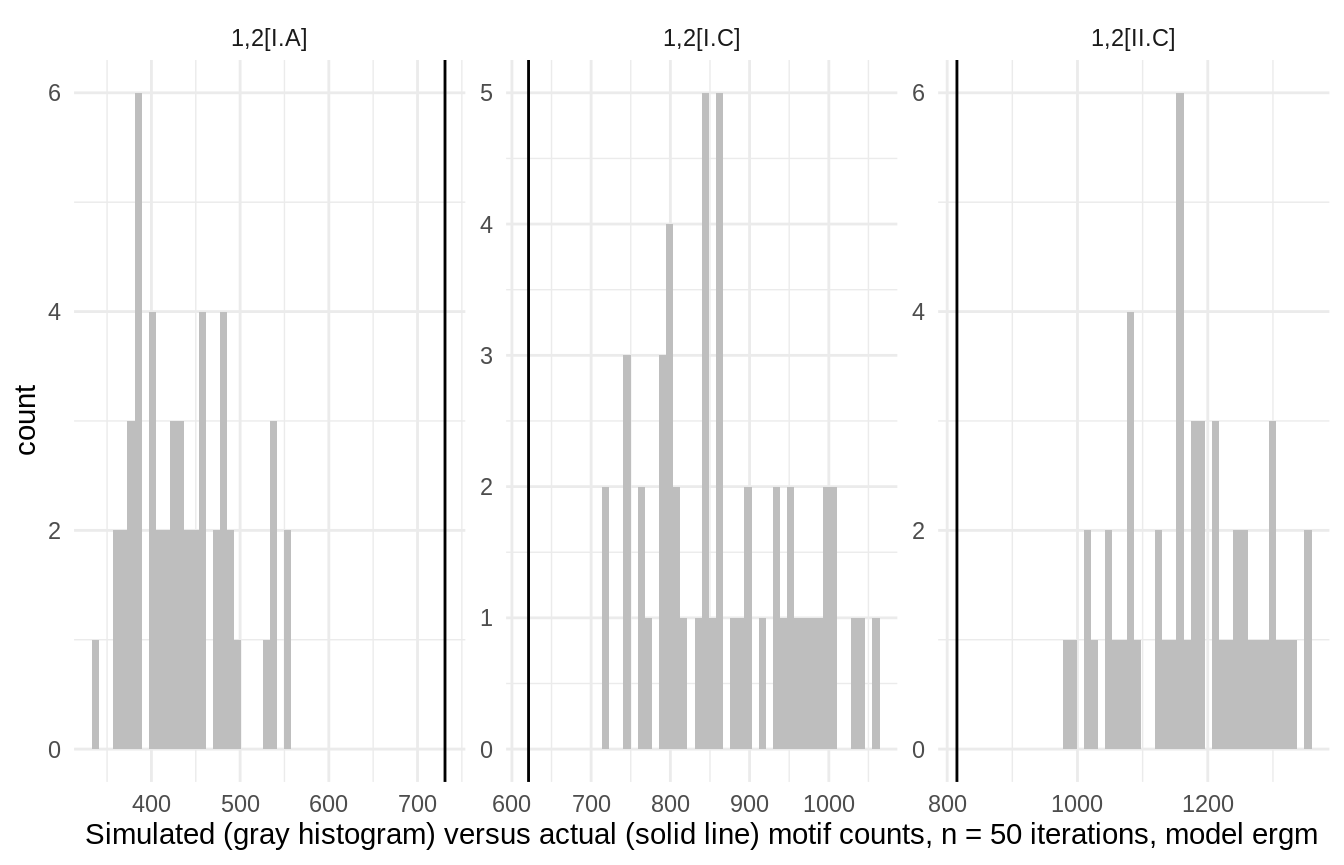 1,2[I.A]
1,2[I.C]
1,2[II.C]
count
6
4
2
0
5
4
3
2
1
0
6
4
2
0
400 500 600 700
600 700 800 900 1000
800 1000 1200
Simulated (gray histogram) versus actual (solid line) motif counts, n = 50 iterations, model ergm